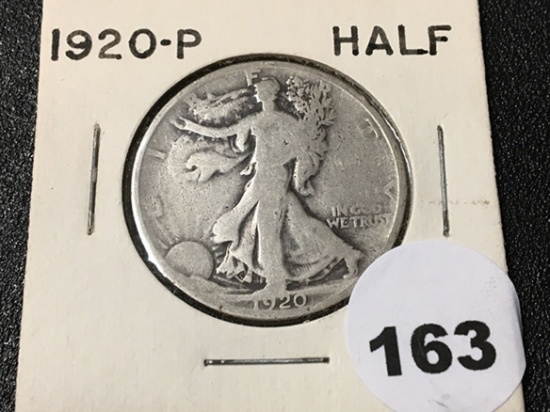 1920-P HALF
IN GOD
WE TRUST
1920
163